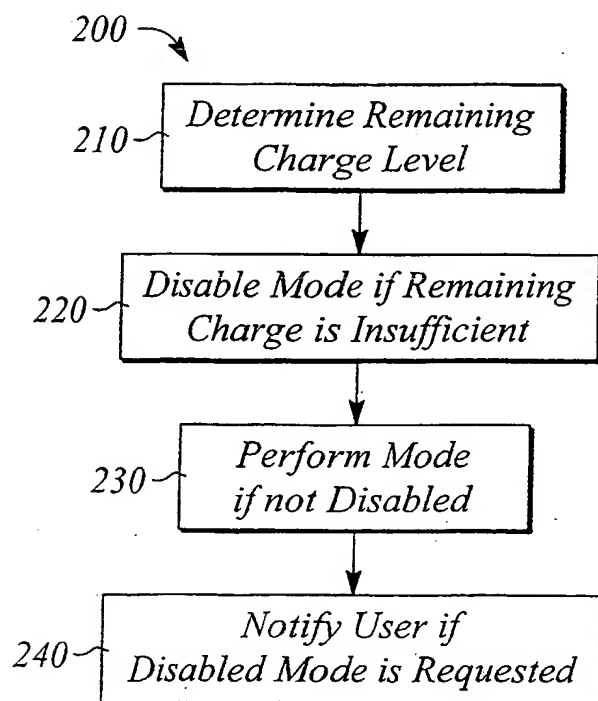 200
210
Determine Remaining
Charge Level
220
Disable Mode if Remaining
Charge is Insufficient
230
Perform Mode
if not Disabled
240
Notify User if
Disabled Mode is Requested